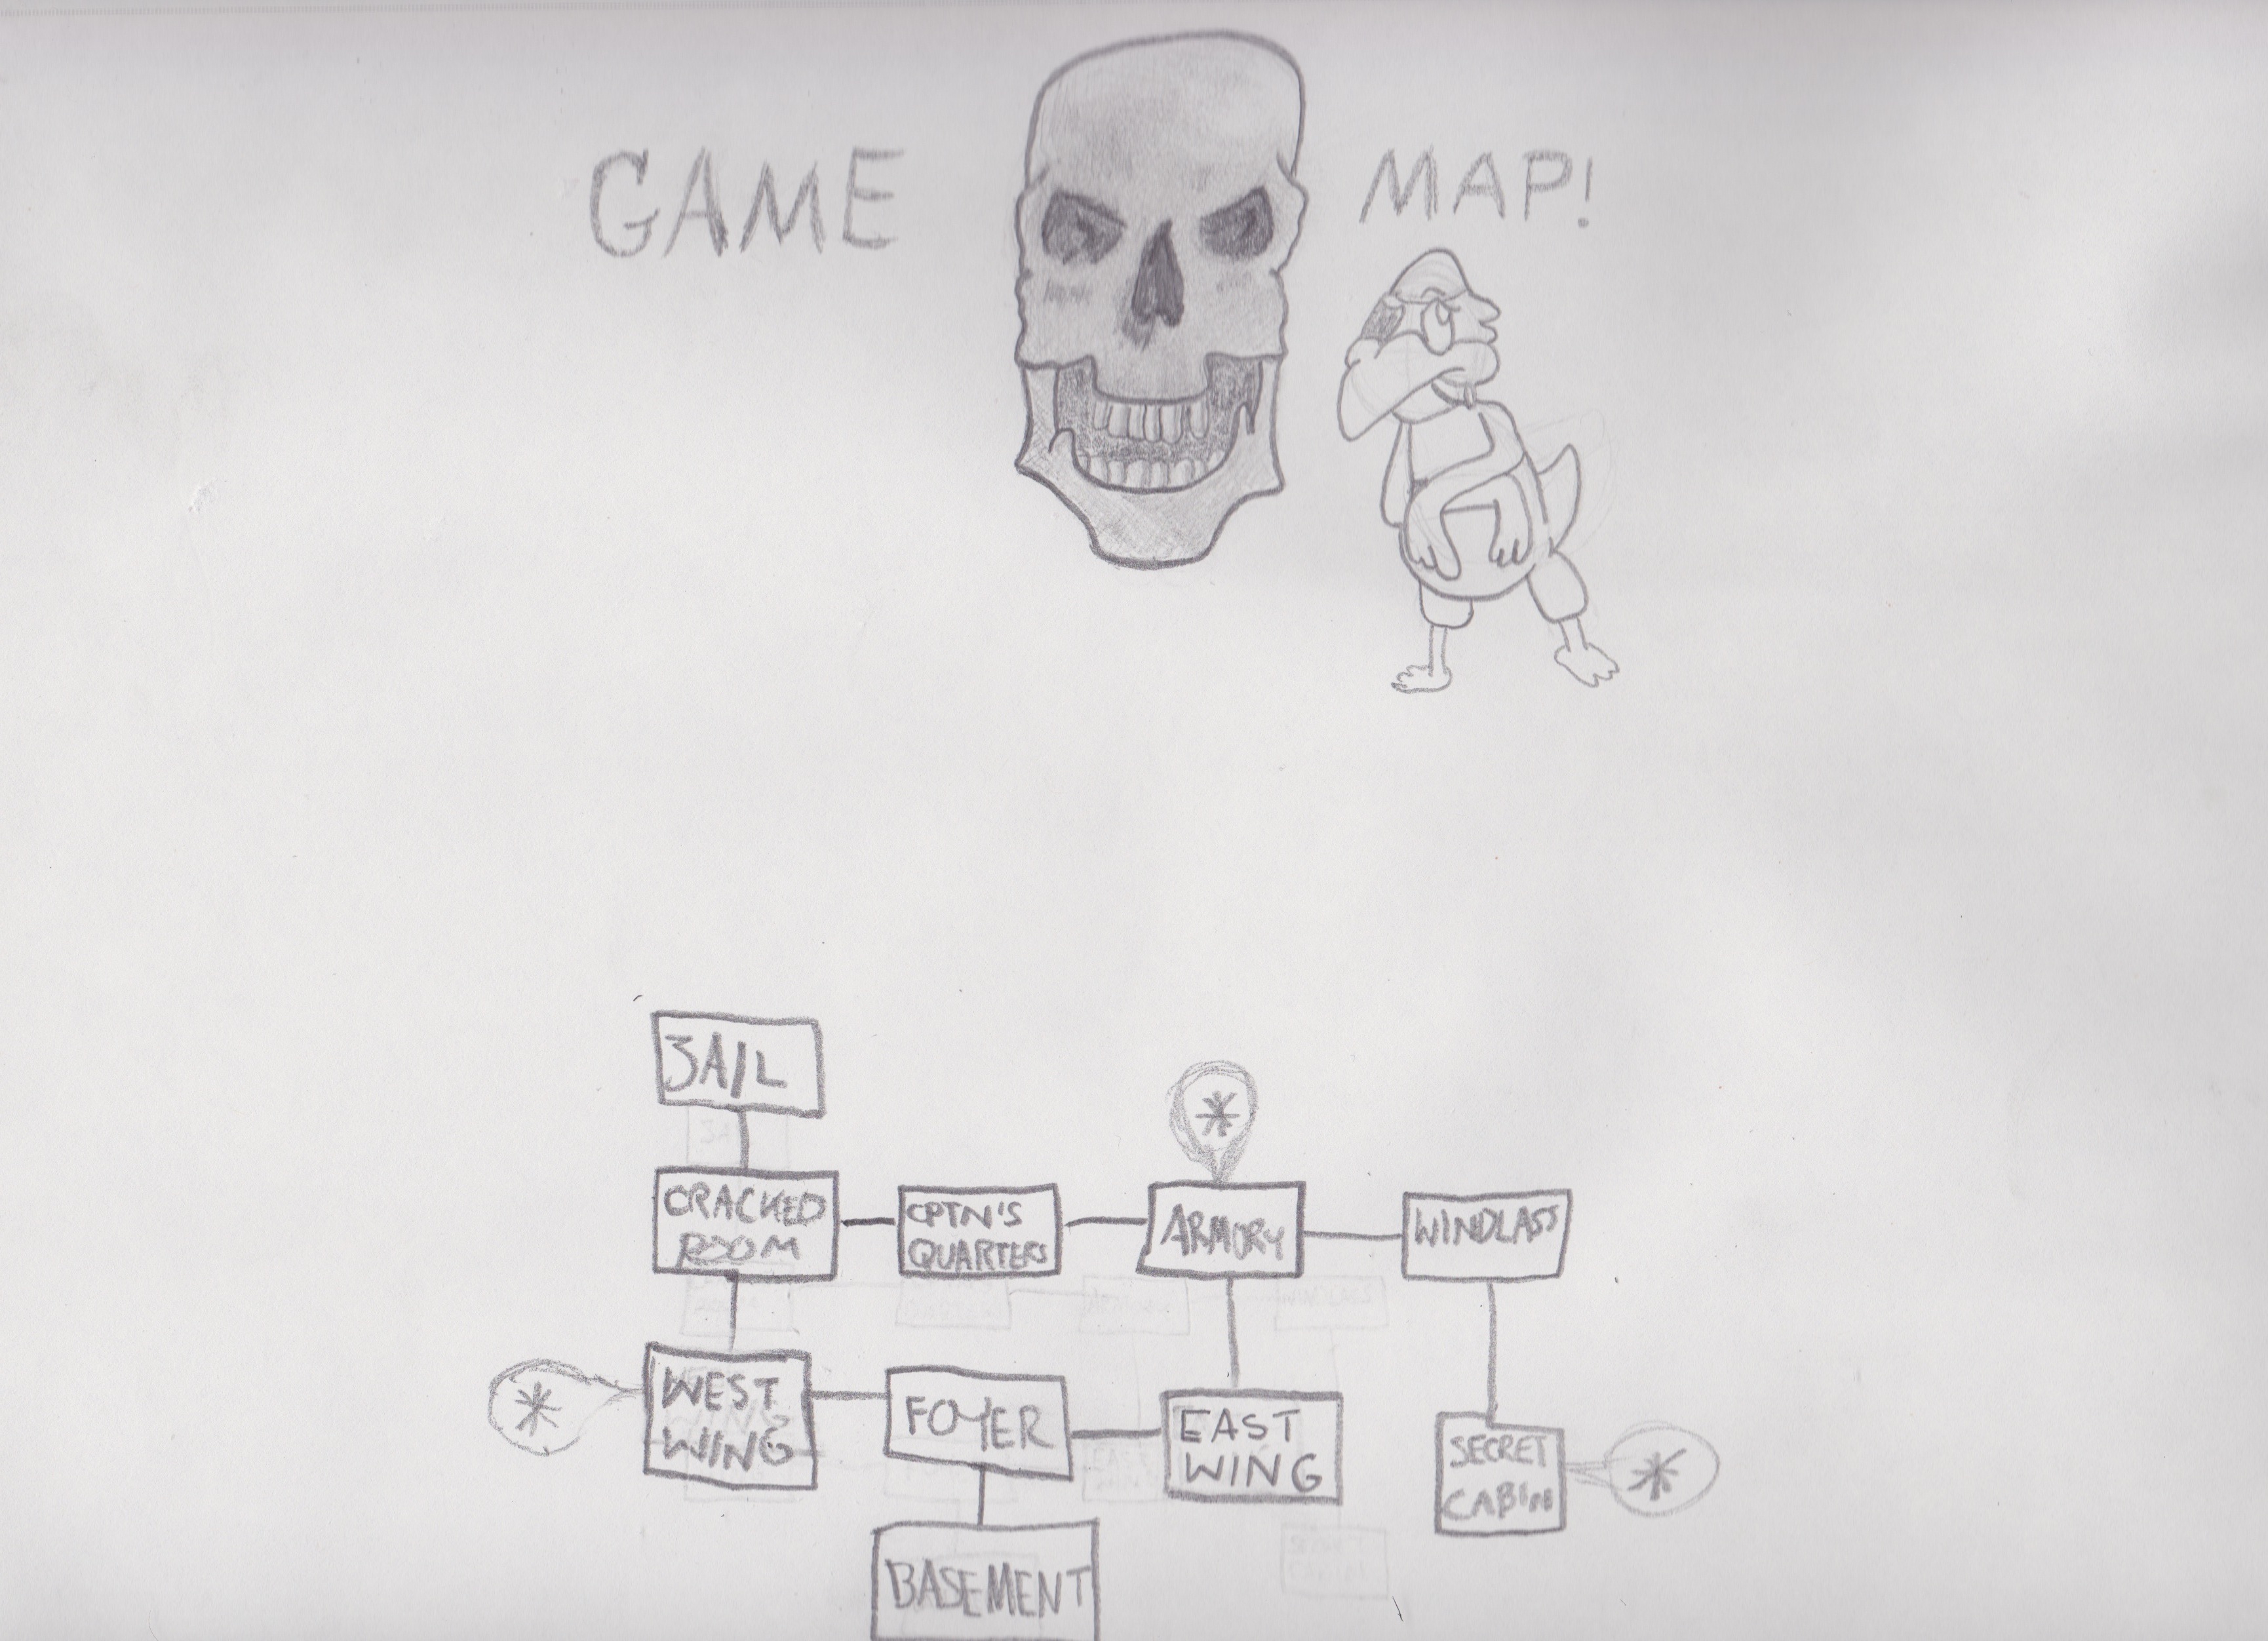 GAME MAP!
JAIL
CRACKED
ROOM
CPTN'S
QUARTERS
ARMORY
WINDLASS
WEST
WING
FOYER
EAST
WING
SECRET
CABIN
BASEMENT